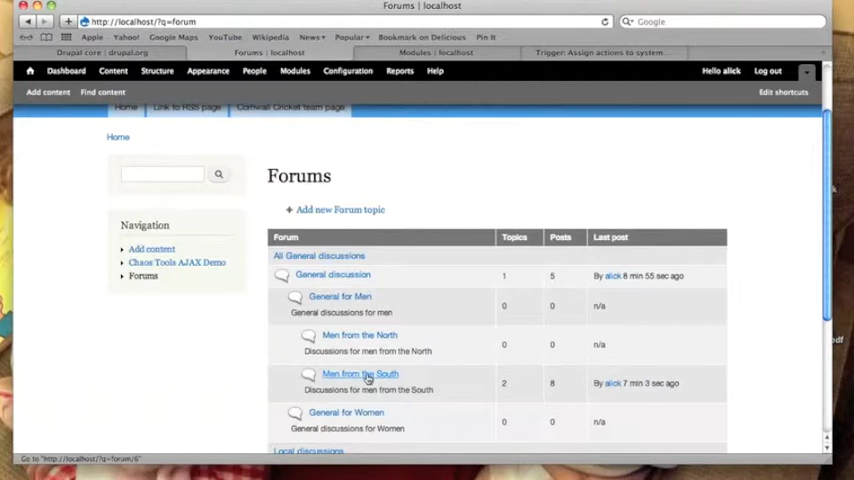 Forums | localhost
http://localhost/?q=forum
Google
Apple Yahoo! Google Maps YouTube Wikipedia News Popular Bookmark on Delicious Pin It
Drupal core | drupal.org Forums | localhost Modules | localhost Trigger: Assign actions to system...
Dashboard Content Structure Appearance People Modules Configuration Reports Help Hello alick Log out
Add content Find content Edit shortcuts
Home Link to RSS page Cornwall Cricket team page
Home
Forums
+ Add new Forum topic
Navigation
Add content
Chaos Tools AJAX Demo
Forums
Forum Topics Posts Last post
All General discussions
General discussion 1 5 By alick 8 min 55 sec ago
General for Men 0 0 n/a
General discussions for men
Men from the North 0 0 n/a
Discussions for men from the North
Men from the South 2 8 By alick 7 min 3 sec ago
Discussions for men from the South
General for Women 0 0 n/a
General discussions for Women
Local discussions
Go to "http://localhost/?q=forum/6"